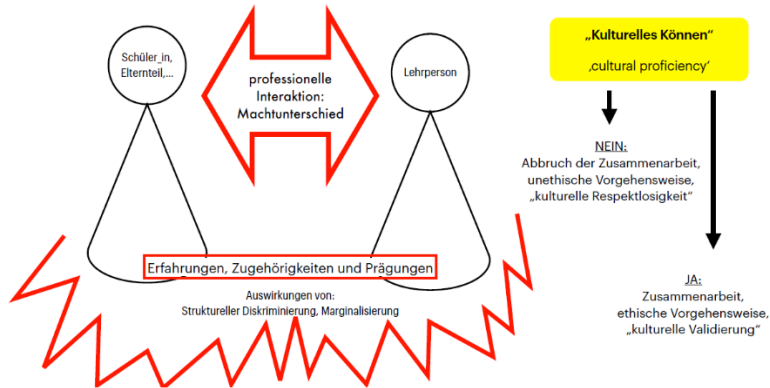 Schüler_in,
Elternteil,...
professionelle
Interaktion:
Machtunterschied
Lehrperson
Erfahrungen, Zugehörigkeiten und Prägungen
Auswirkungen von:
Struktureller Diskriminierung, Marginalisierung
„Kulturelles Können“
‚cultural proficiency‘
NEIN:
Abbruch der Zusammenarbeit,
unethische Vorgehensweise,
„kulturelle Respektlosigkeit“
JA:
Zusammenarbeit,
ethische Vorgehensweise,
„kulturelle Validierung“